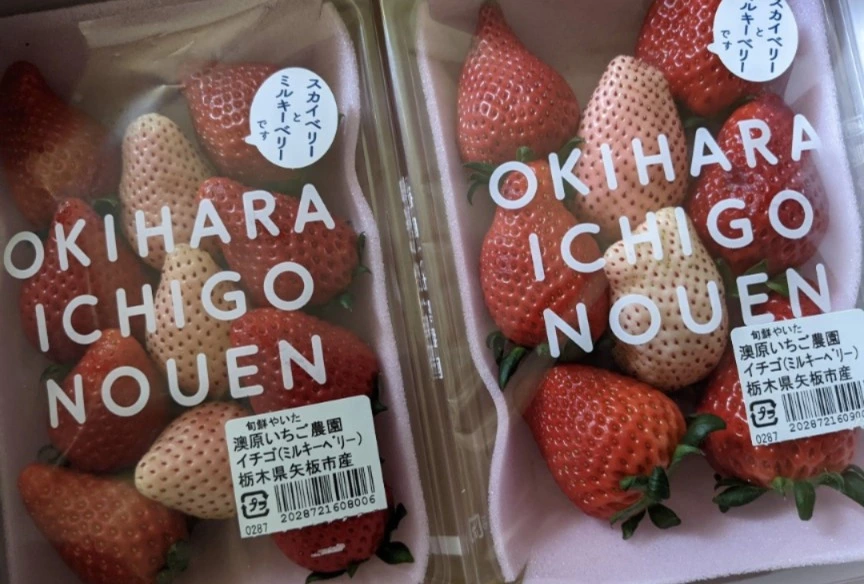 スカイベリー
と
ミルキーベリー
です
OKIHARA
ICHIGO
NOUEN
旬鮮やいた
澳原いちご農園
イチゴ(ミルキーベリー)
栃木県矢板市産
プラ
0287
2028721608006
スカイベリー
と
ミルキーベリー
です
OKIHARA
ICHIGO
NOUEN
旬鮮やいた
澳原いちご農園
イチゴ(ミルキーベリー)
栃木県矢板市産
プラ
0287